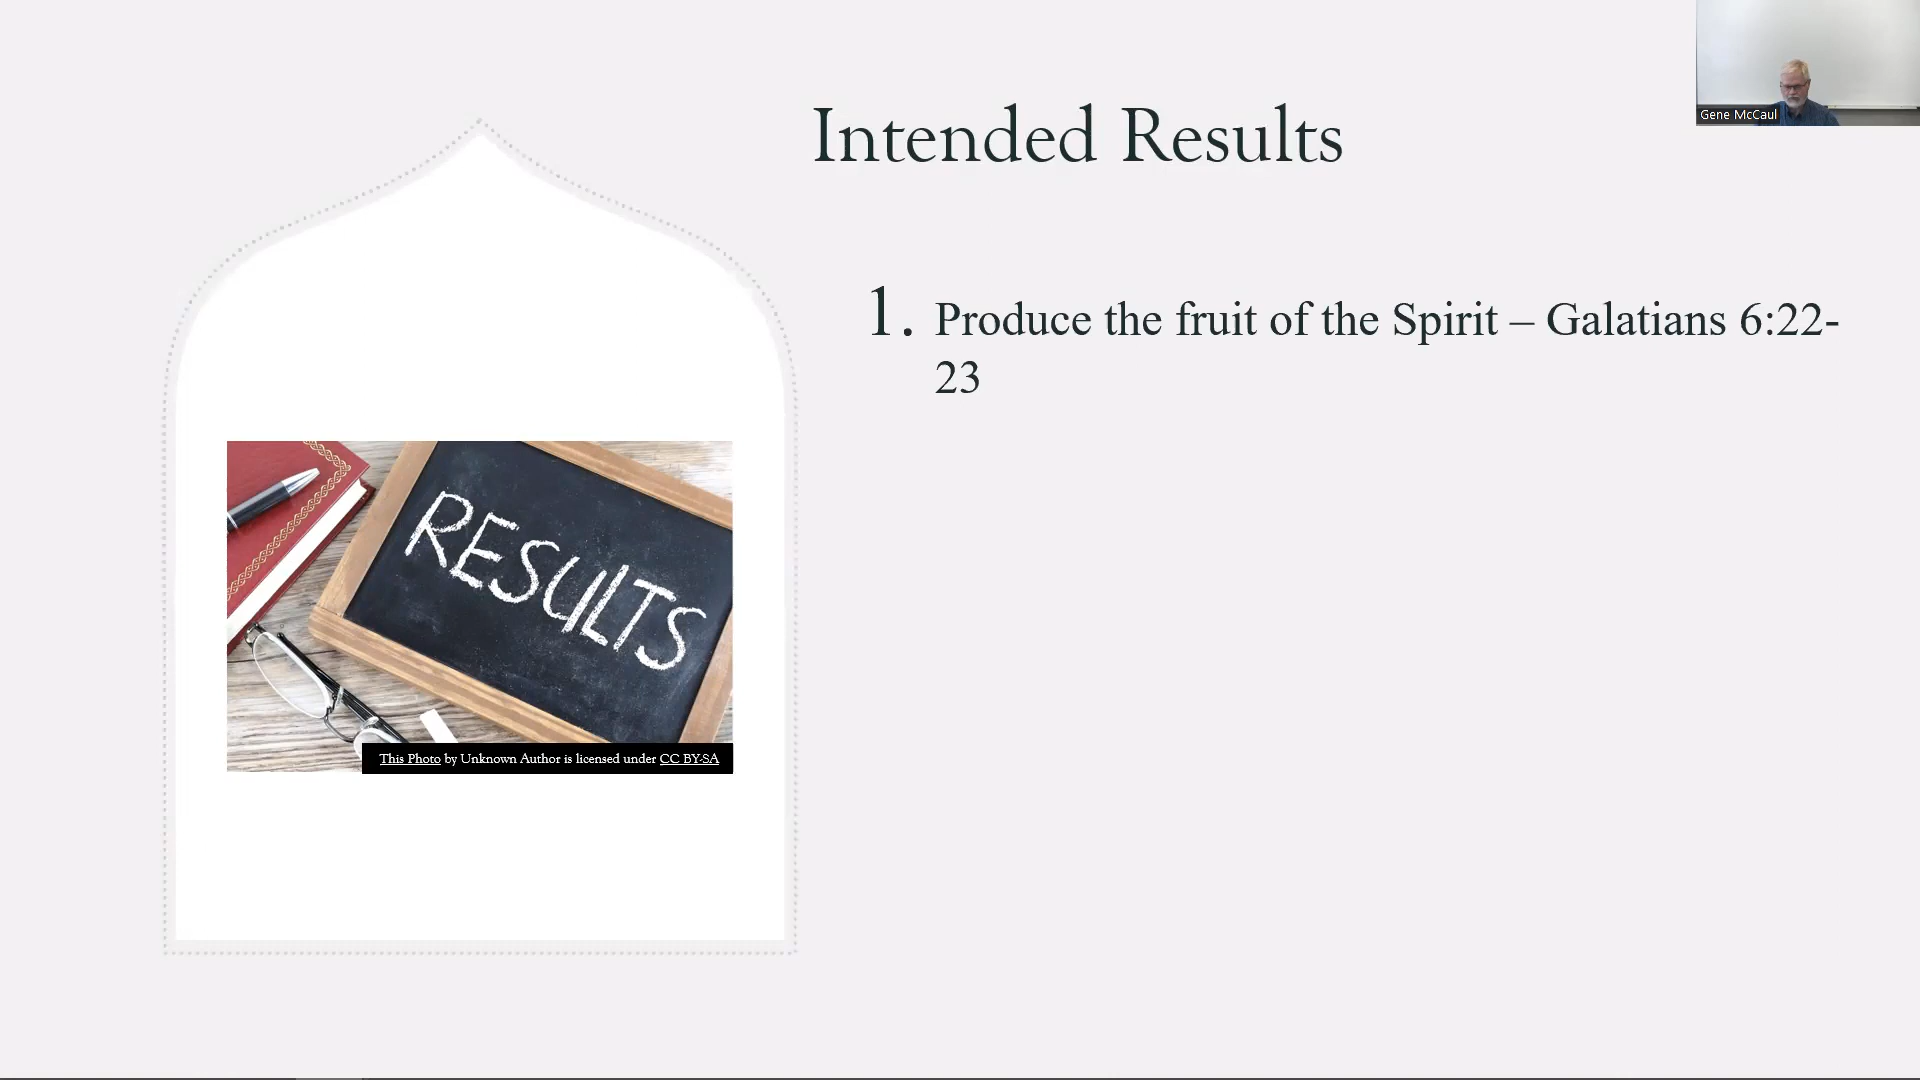 Intended Results
Gene McCaul
1. Produce the fruit of the Spirit – Galatians 6:22-
23
RESULTS
This Photo by Unknown Author is licensed under CC BY-SA